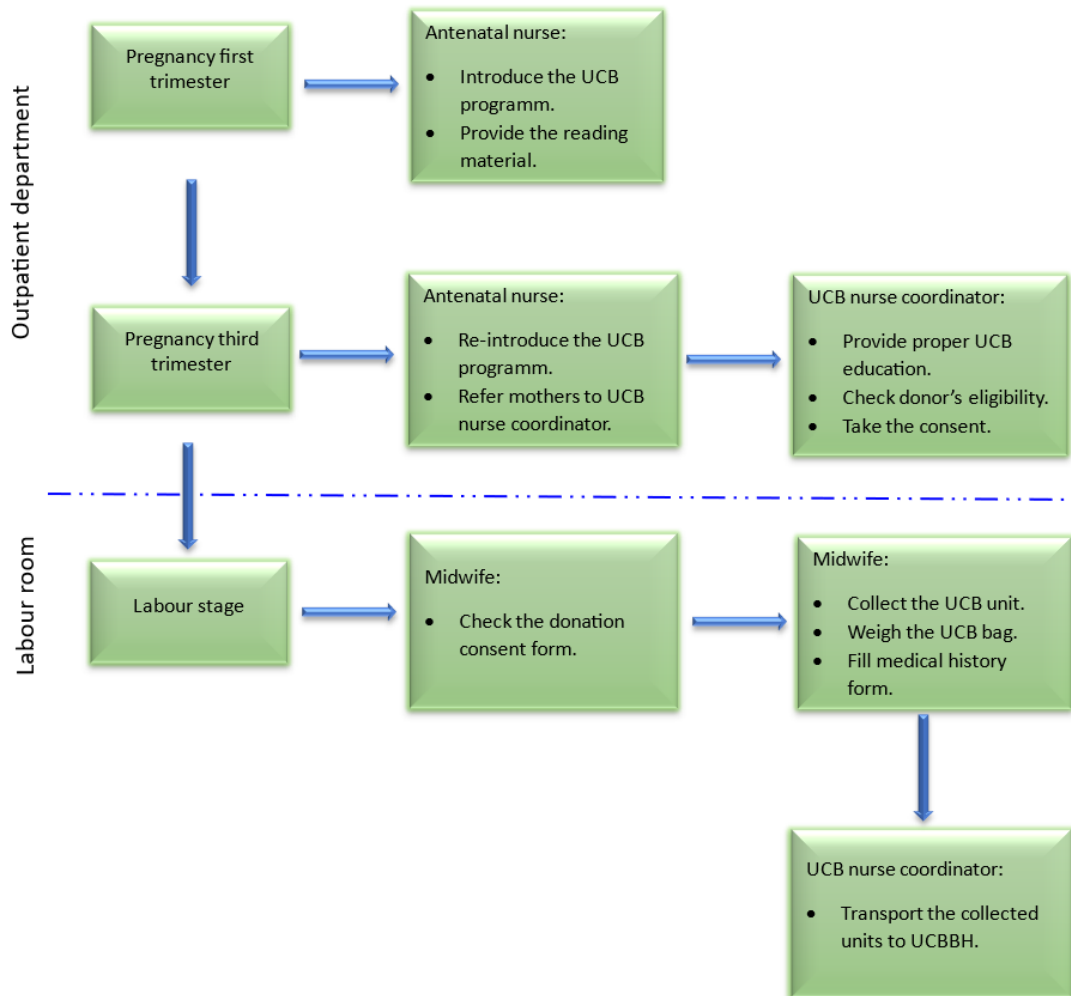 Outpatient department
Pregnancy first
trimester
Antenatal nurse:
• Introduce the UCB
programm.
• Provide the reading
material.
Pregnancy third
trimester
Antenatal nurse:
• Re-introduce the UCB
programm.
• Refer mothers to UCB
nurse coordinator.
UCB nurse coordinator:
• Provide proper UCB
education.
• Check donor's eligibility.
• Take the consent.
Labour room
Labour stage
Midwife:
• Check the donation
consent form.
Midwife:
• Collect the UCB unit.
• Weigh the UCB bag.
• Fill medical history
form.
UCB nurse coordinator:
• Transport the collected
units to UCBBH.